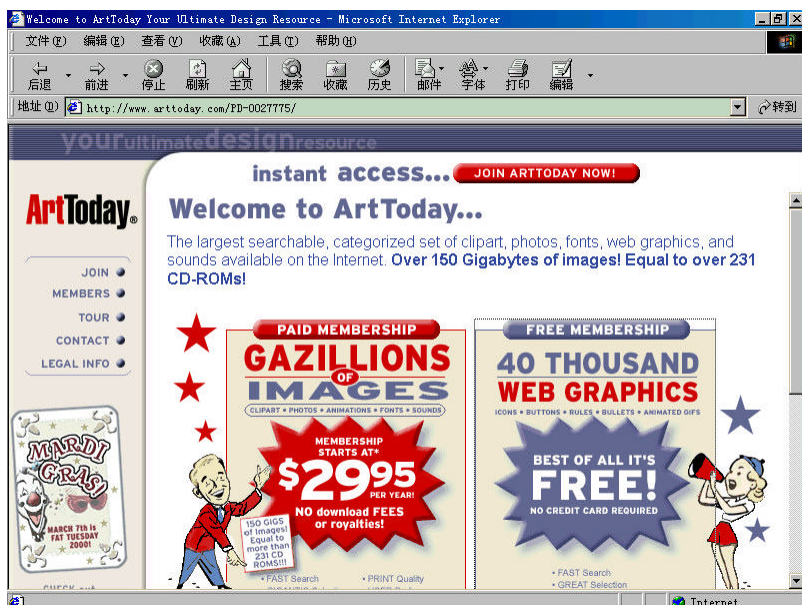 Welcome to ArtToday Your Ultimate Design Resource - Microsoft Internet Explorer
文件(F) 编辑(E) 查看(V) 收藏(A) 工具(T) 帮助(H)
后退 前进 停止 刷新 主页 搜索 收藏 历史 邮件 字体 打印 编辑
地址(D) http://www.arttoday.com/PD-0027775/ 转到
yourultimatedesignresource
instant access... JOIN ARTTODAY NOW!
ArtToday®
Welcome to ArtToday...
The largest searchable, categorized set of clipart, photos, fonts, web graphics, and
sounds available on the Internet. Over 150 Gigabytes of images! Equal to over 231
CD-ROMs!
JOIN
MEMBERS
TOUR
CONTACT
LEGAL INFO
MARDI
GRAS!
MARCH 7th is
FAT TUESDAY
2000!
CHECK out
PAID MEMBERSHIP
GAZILLIONS
OF
IMAGES
CLIPART • PHOTOS • ANIMATIONS • FONTS • SOUNDS
MEMBERSHIP
STARTS AT*
$2995
PER YEAR!
NO download FEES
or royalties!
150 GIGS
of Images!
Equal to
more than
231 CD
ROMS!!!
• FAST Search • PRINT Quality
FREE MEMBERSHIP
40 THOUSAND
WEB GRAPHICS
ICONS • BUTTONS • RULES • BULLETS • ANIMATED GIFS
BEST OF ALL IT'S
FREE!
NO CREDIT CARD REQUIRED
• FAST Search
• GREAT Selection
Internet